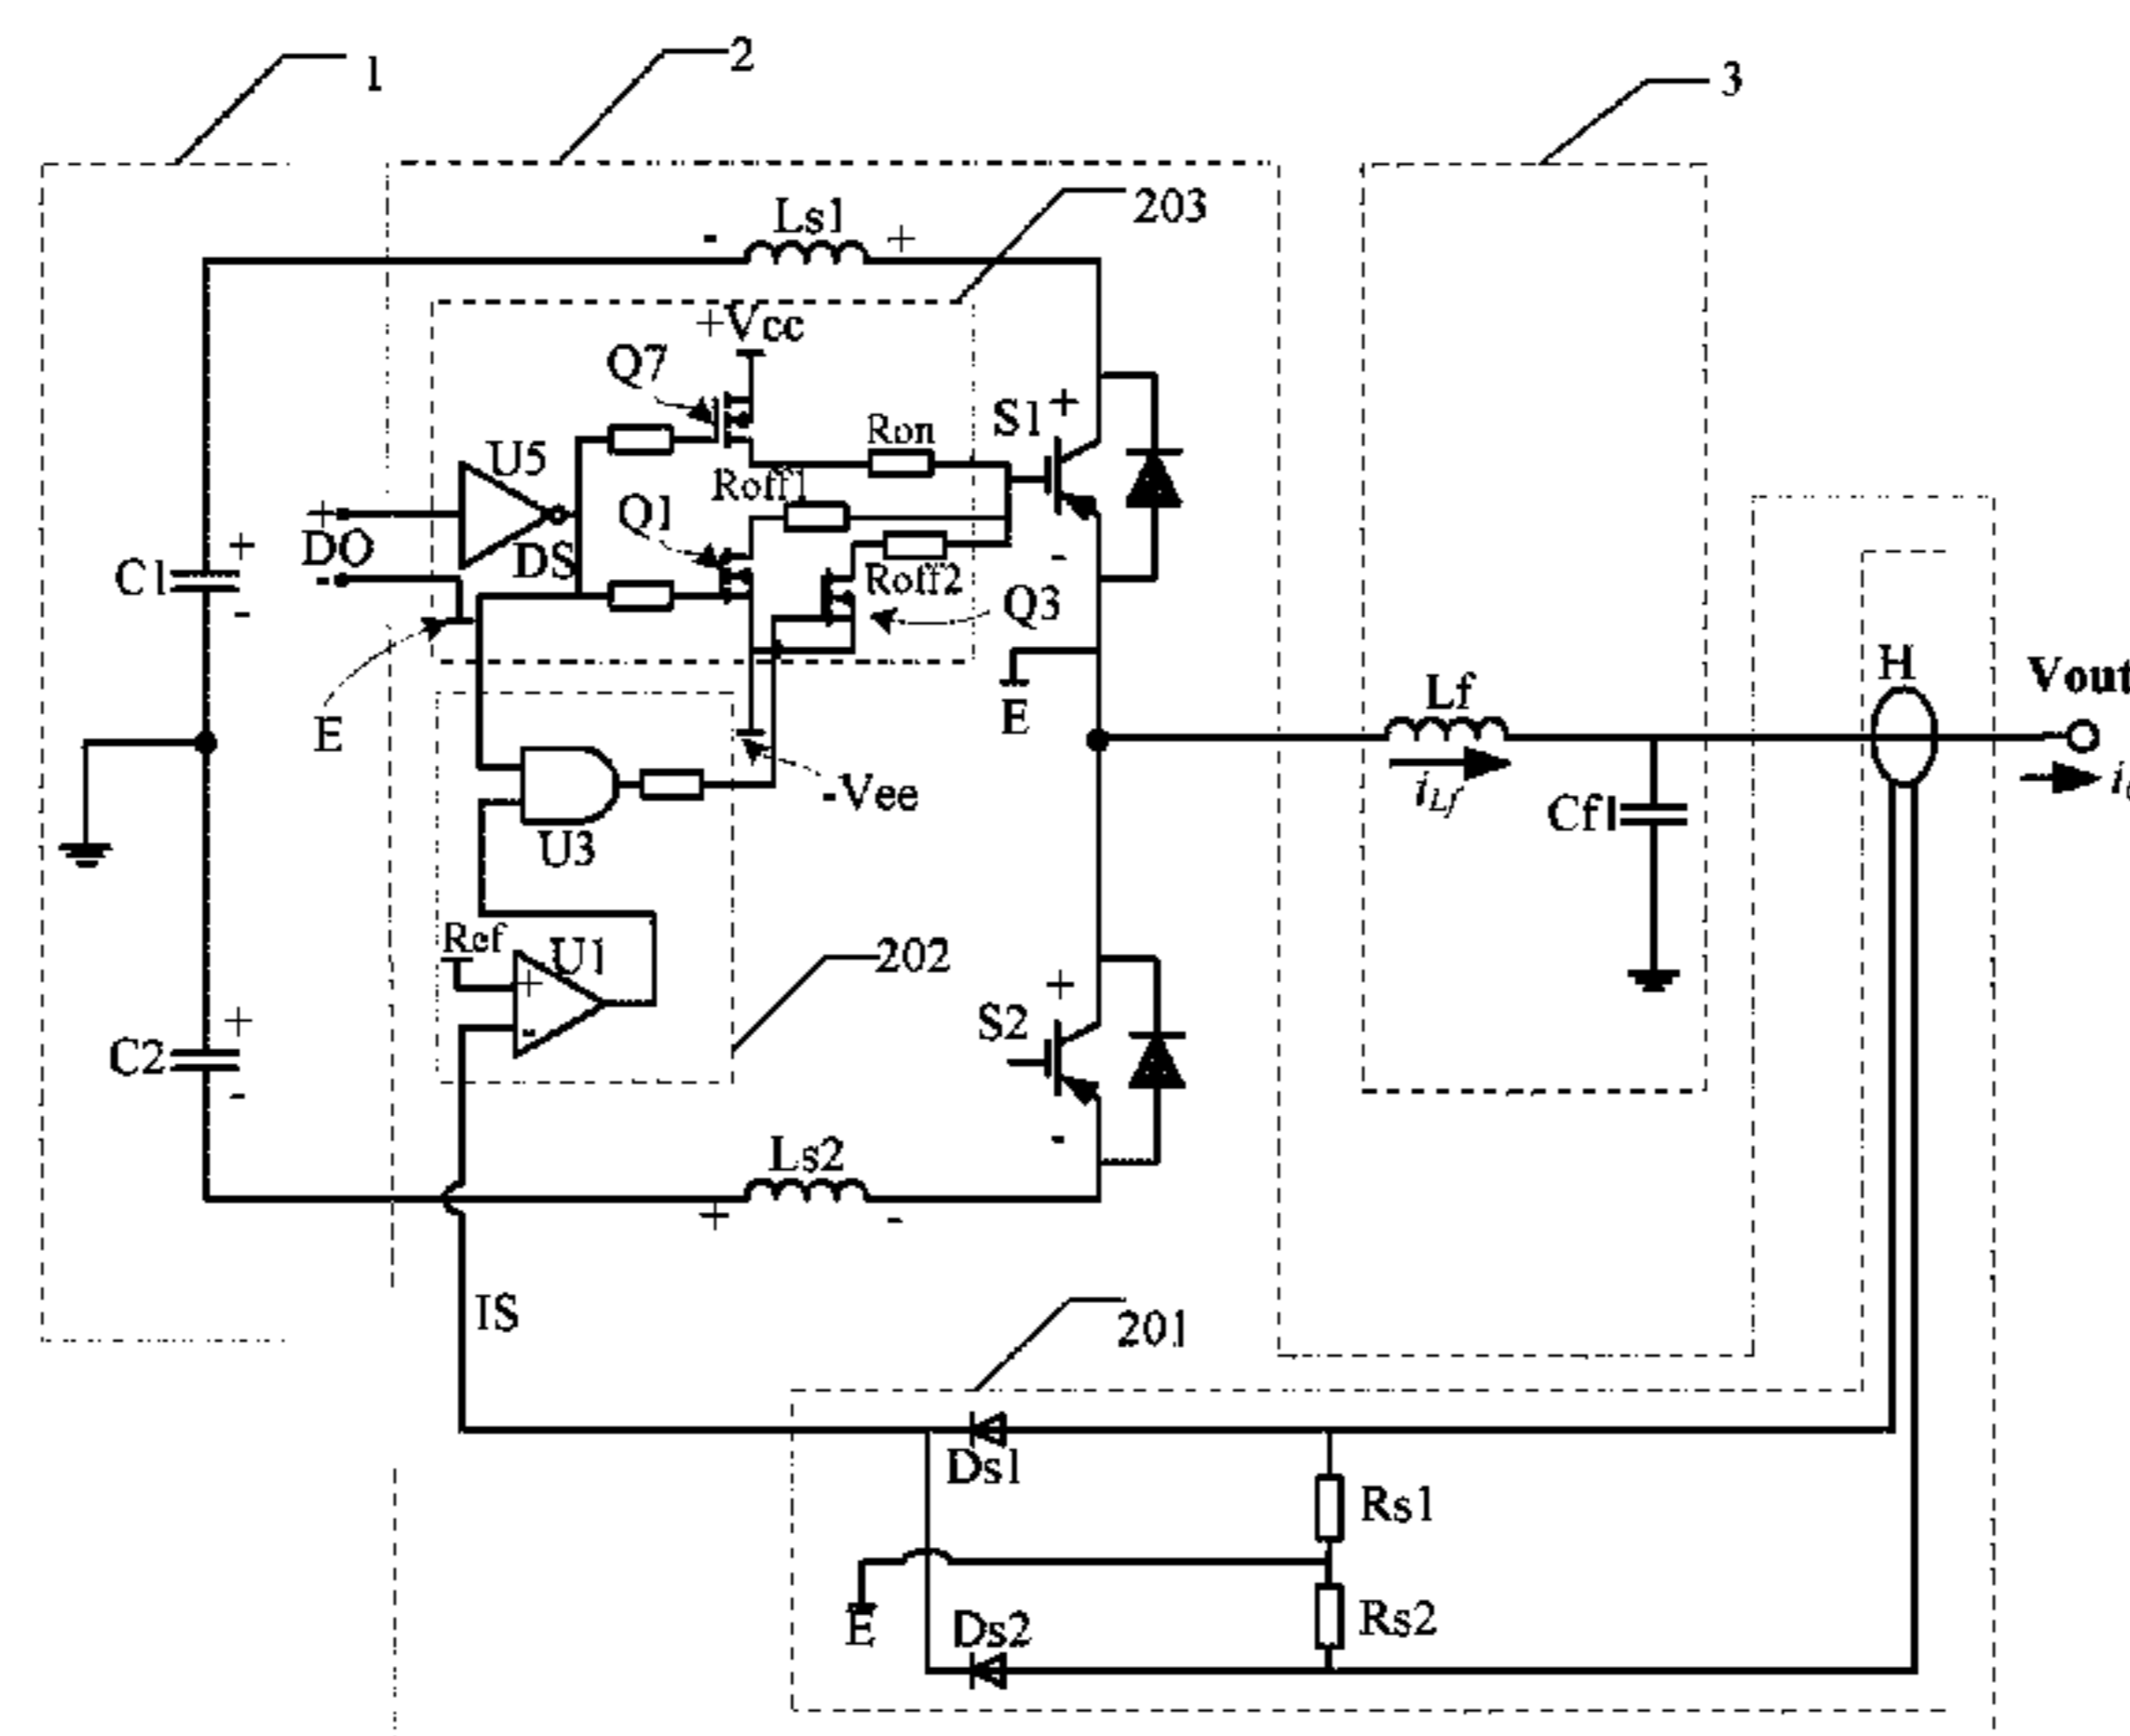 1
2
3
203
Ls1
- +
+Vcc
Q7
S1 +
Ron
U5
Roff1
+
DO
-
DS
Q1
Roff2
Q3
-
C1
+
-
E
E
H
Vout
Lf
iLf
Cf1
-Vee
U3
Ref
U1
+
-
202
S2
+
-
C2
+
-
Ls2
+ -
IS
201
Ds1
Rs1
E
Ds2
Rs2